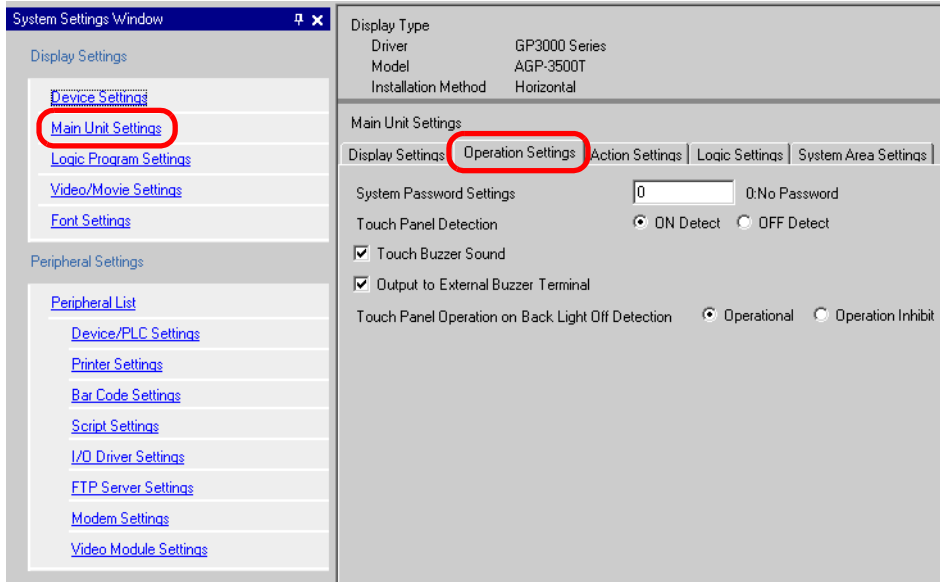 System Settings Window
Display Settings
Device Settings
Main Unit Settings
Logic Program Settings
Video/Movie Settings
Font Settings
Peripheral Settings
Peripheral List
Device/PLC Settings
Printer Settings
Bar Code Settings
Script Settings
I/O Driver Settings
FTP Server Settings
Modem Settings
Video Module Settings
Display Type
Driver GP3000 Series
Model AGP-3500T
Installation Method Horizontal
Main Unit Settings
Display Settings Operation Settings Action Settings Logic Settings System Area Settings
System Password Settings 0 0:No Password
Touch Panel Detection ON Detect OFF Detect
Touch Buzzer Sound
Output to External Buzzer Terminal
Touch Panel Operation on Back Light Off Detection Operational Operation Inhibit